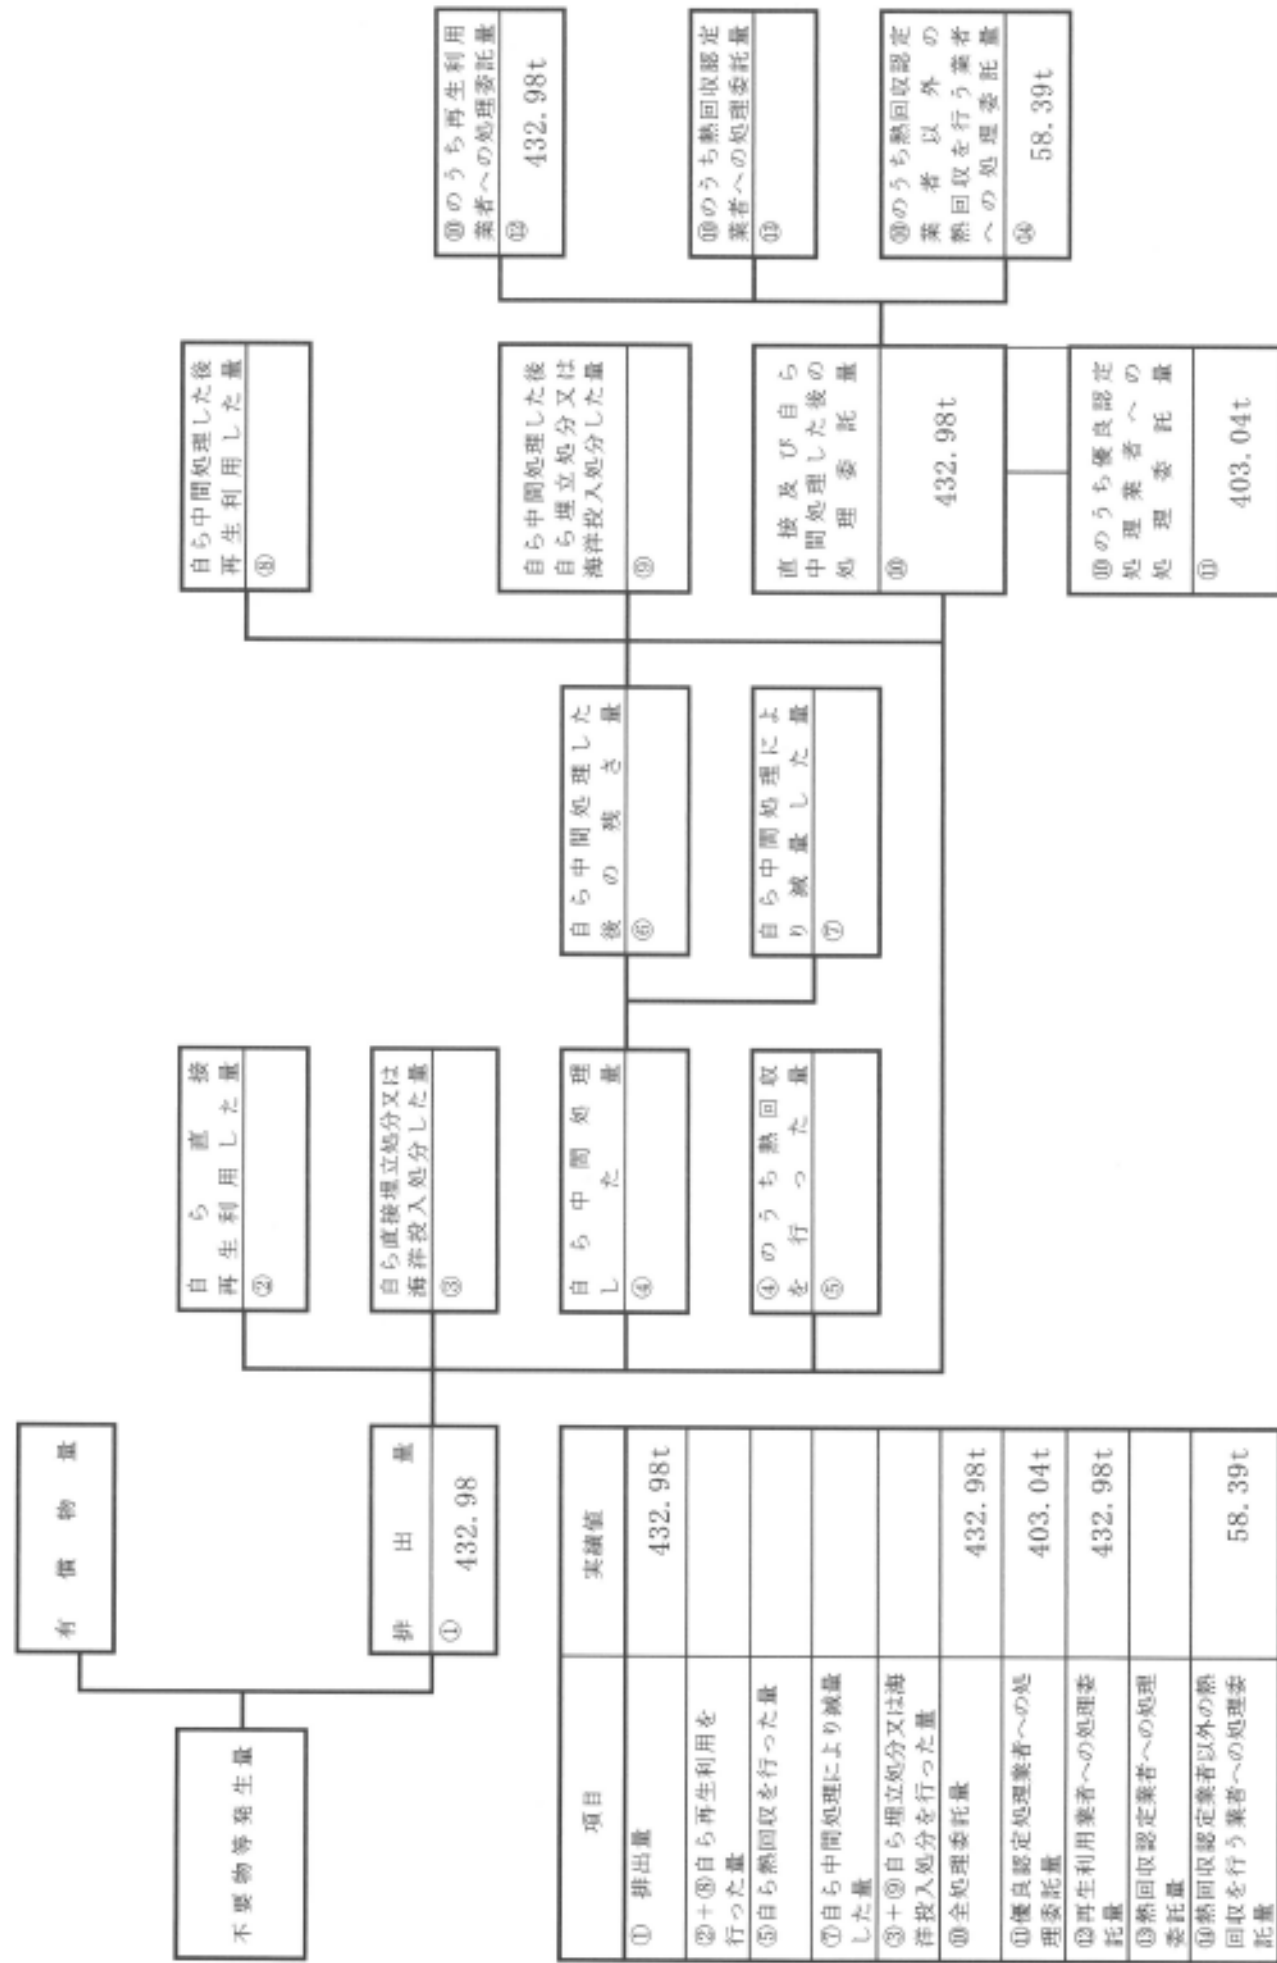 不要物等発生量
有償物量
排出量
① 432.98
自ら直接
再生利用した量
②
自ら直接埋立処分又は
海洋投入処分した量
③
自ら中間処理
した量
④
④のうち熱回収
を行った量
⑤
自ら中間処理した
後の残さ量
⑥
自ら中間処理によ
り減量した量
⑦
自ら中間処理した後
再生利用した量
⑧
自ら中間処理した後
自ら埋立処分又は
海洋投入処分した量
⑨
直接及び自ら
中間処理した後の
処理委託量
⑩
432.98t
⑩のうち優良認定
処理業者への
処理委託量
⑪
403.04t
⑩のうち再生利用
業者への処理委託量
⑫
432.98t
⑩のうち熱回収認定
業者への処理委託量
⑬
⑩のうち熱回収認定
業者以外の
熱回収を行う業者
への処理委託量
⑭
58.39t
項目 実績値
① 排出量 432.98t
②+⑧自ら再生利用を
行った量
⑤自ら熱回収を行った量
⑦自ら中間処理により減量
した量
③+⑨自ら埋立処分又は海
洋投入処分を行った量
⑩全処理委託量 432.98t
⑪優良認定処理業者への処
理委託量 403.04t
⑫再生利用業者への処理委
託量 432.98t
⑬熱回収認定業者への処理
委託量
⑭熱回収認定業者以外の熱
回収を行う業者への処理委
託量 58.39t